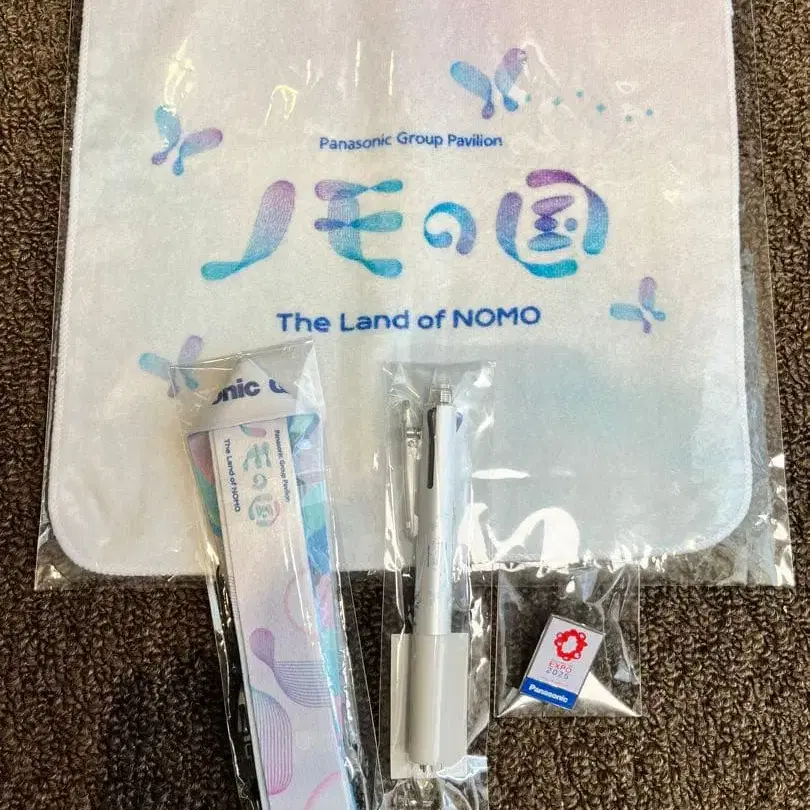 Panasonic Group Pavilion
ノモの国
The Land of NOMO
onic G
ノモの国
Panasonic Group Pavilion
The Land of NOMO
EXPO
2025
Panasonic